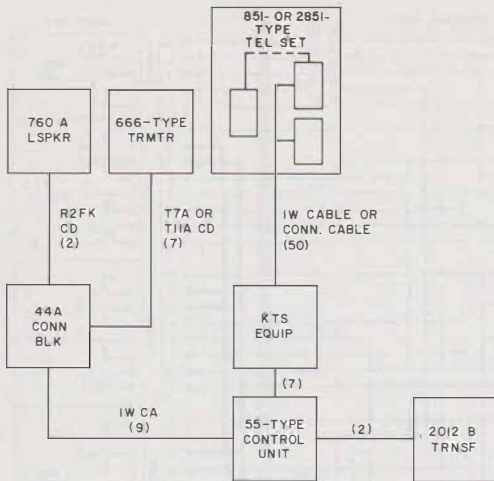 851- OR 2851-
TYPE
TEL SET
760 A
LSPKR
666-TYPE
TRMTR
R2FK
CD
(2)
T7A OR
T11A CD
(7)
IW CABLE OR
CONN. CABLE
(50)
44A
CONN
BLK
KTS
EQUIP
(7)
IW CA
(9)
55-TYPE
CONTROL
UNIT
(2)
2012 B
TRNSF